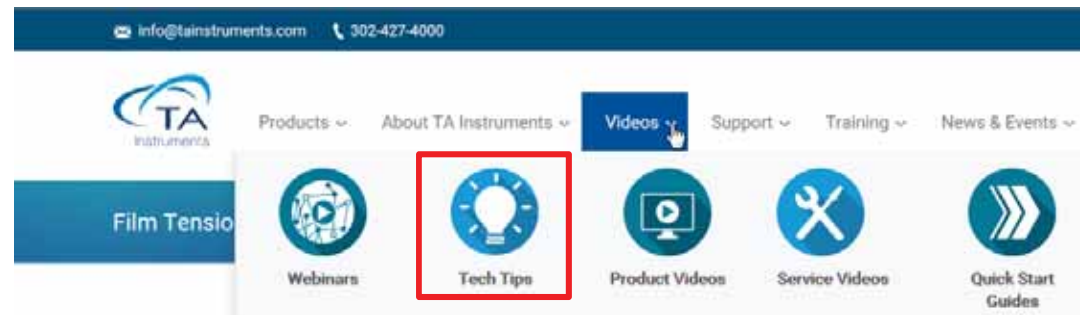 info@tainstruments.com 302-427-4000
TA
Instruments
Products About TA Instruments Videos Support Training News & Events
Film Tensio
Webinars Tech Tips Product Videos Service Videos Quick Start
Guides